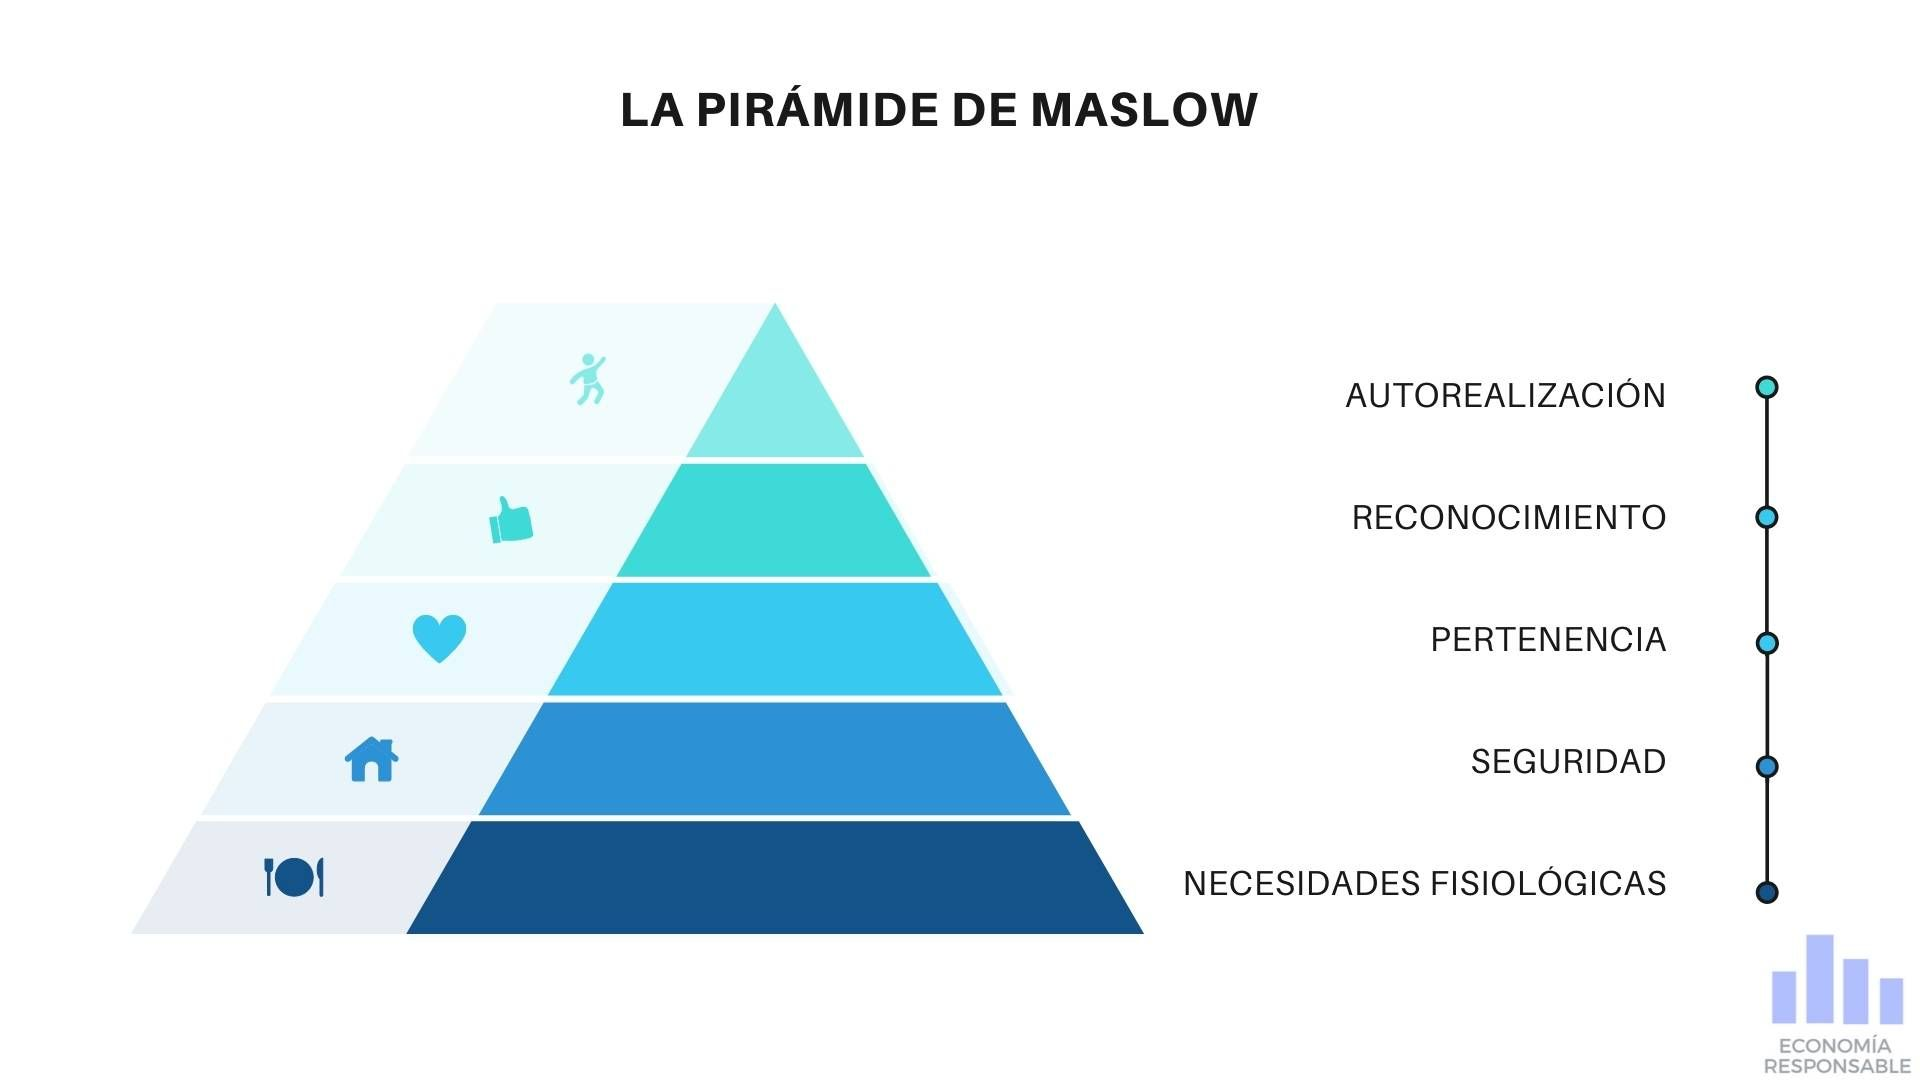 LA PIRÁMIDE DE MASLOW
AUTOREALIZACIÓN
RECONOCIMIENTO
PERTENENCIA
SEGURIDAD
NECESIDADES FISIOLÓGICAS
ECONOMÍA
RESPONSABLE